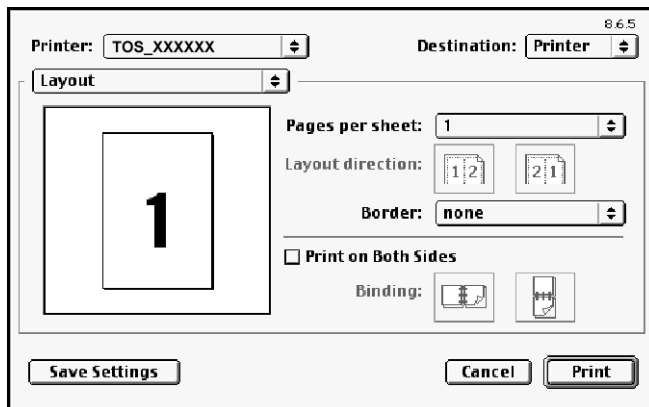 8.6.5
Printer: TOS_XXXXXX Destination: Printer
Layout
Pages per sheet: 1
Layout direction: 1 2 2 1
Border: none
1
Print on Both Sides
Binding:
Save Settings Cancel Print